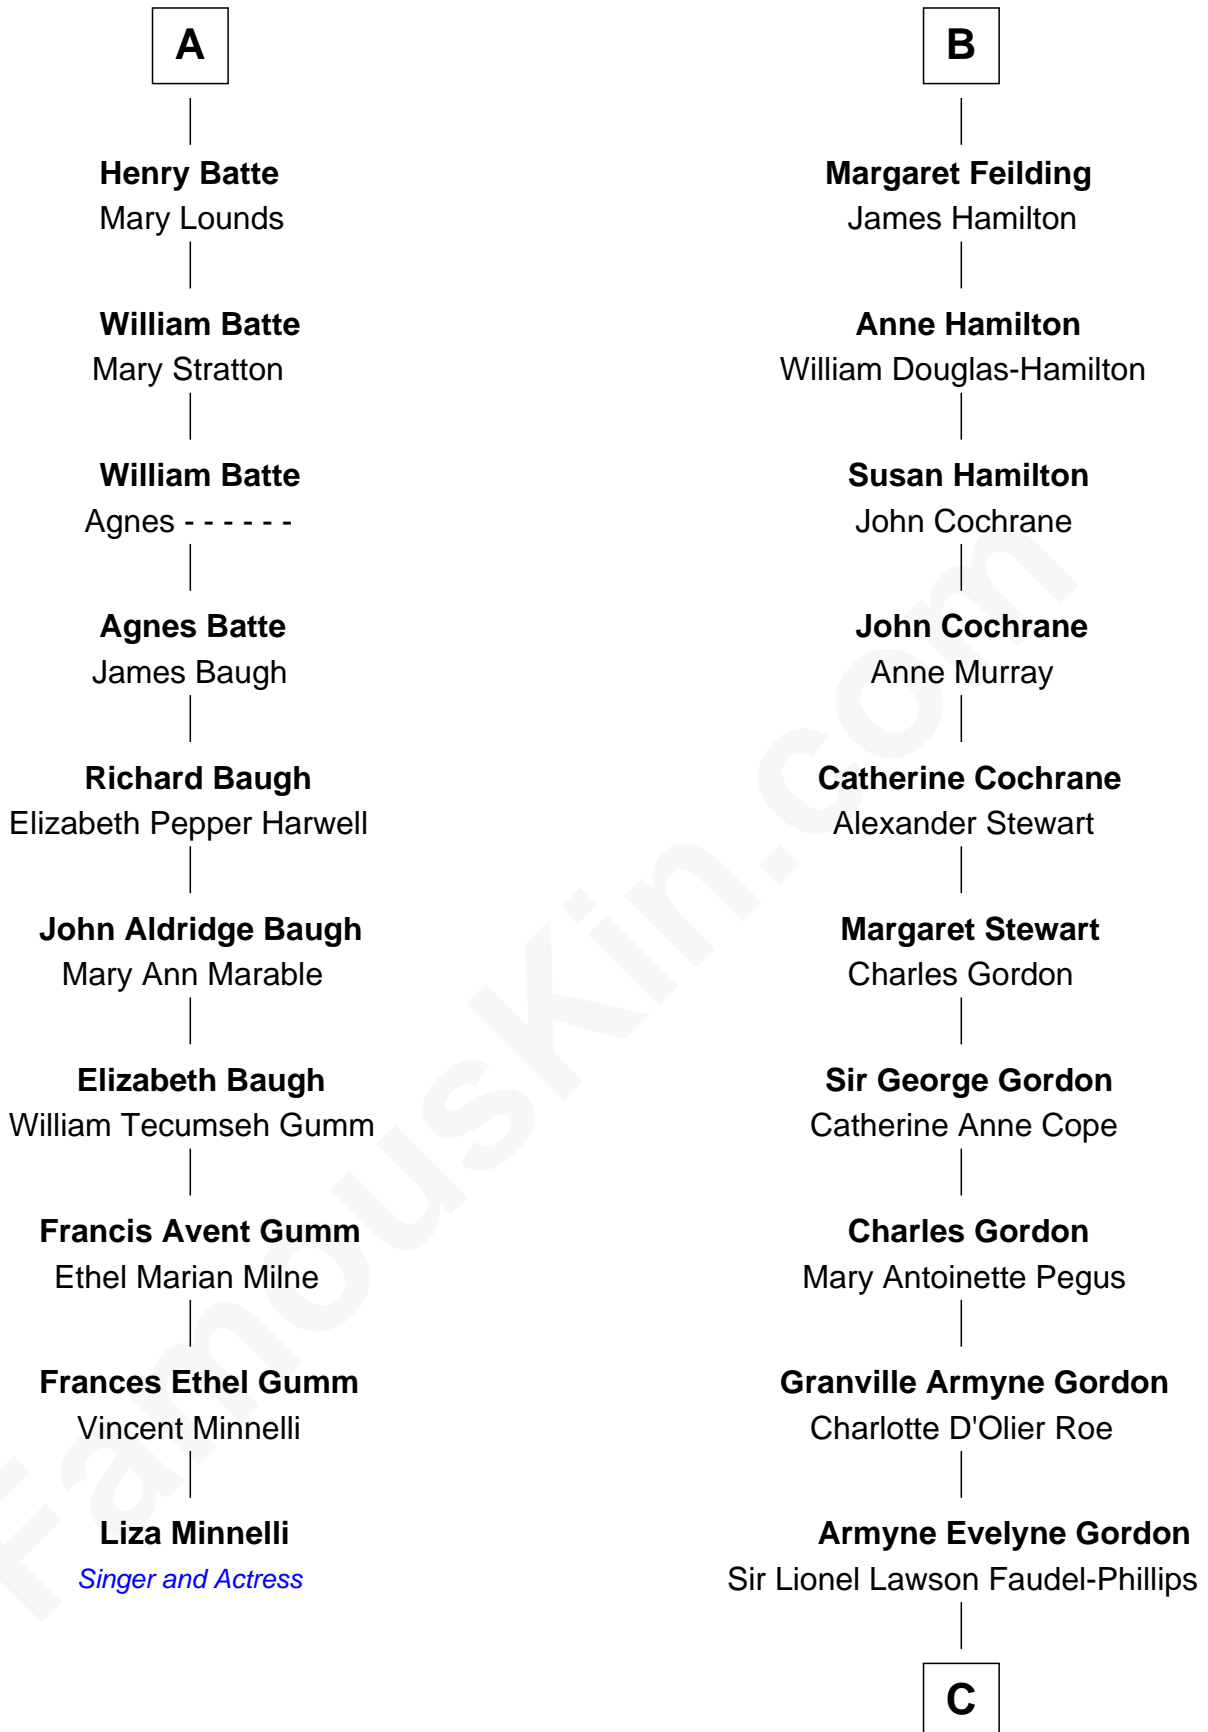 A
Henry Batte
Mary Lounds
William Batte
Mary Stratton
William Batte
Agnes - - - - - -
Agnes Batte
James Baugh
Richard Baugh
Elizabeth Pepper Harwell
John Aldridge Baugh
Mary Ann Marable
Elizabeth Baugh
William Tecumseh Gumm
Francis Avent Gumm
Ethel Marian Milne
Frances Ethel Gumm
Vincent Minnelli
Liza Minnelli
Singer and Actress
B
Margaret Feilding
James Hamilton
Anne Hamilton
William Douglas-Hamilton
Susan Hamilton
John Cochrane
John Cochrane
Anne Murray
Catherine Cochrane
Alexander Stewart
Margaret Stewart
Charles Gordon
Sir George Gordon
Catherine Anne Cope
Charles Gordon
Mary Antoinette Pegus
Granville Armyne Gordon
Charlotte D'Olier Roe
Armyne Evelyne Gordon
Sir Lionel Lawson Faudel-Phillips
C
FamousKin.com